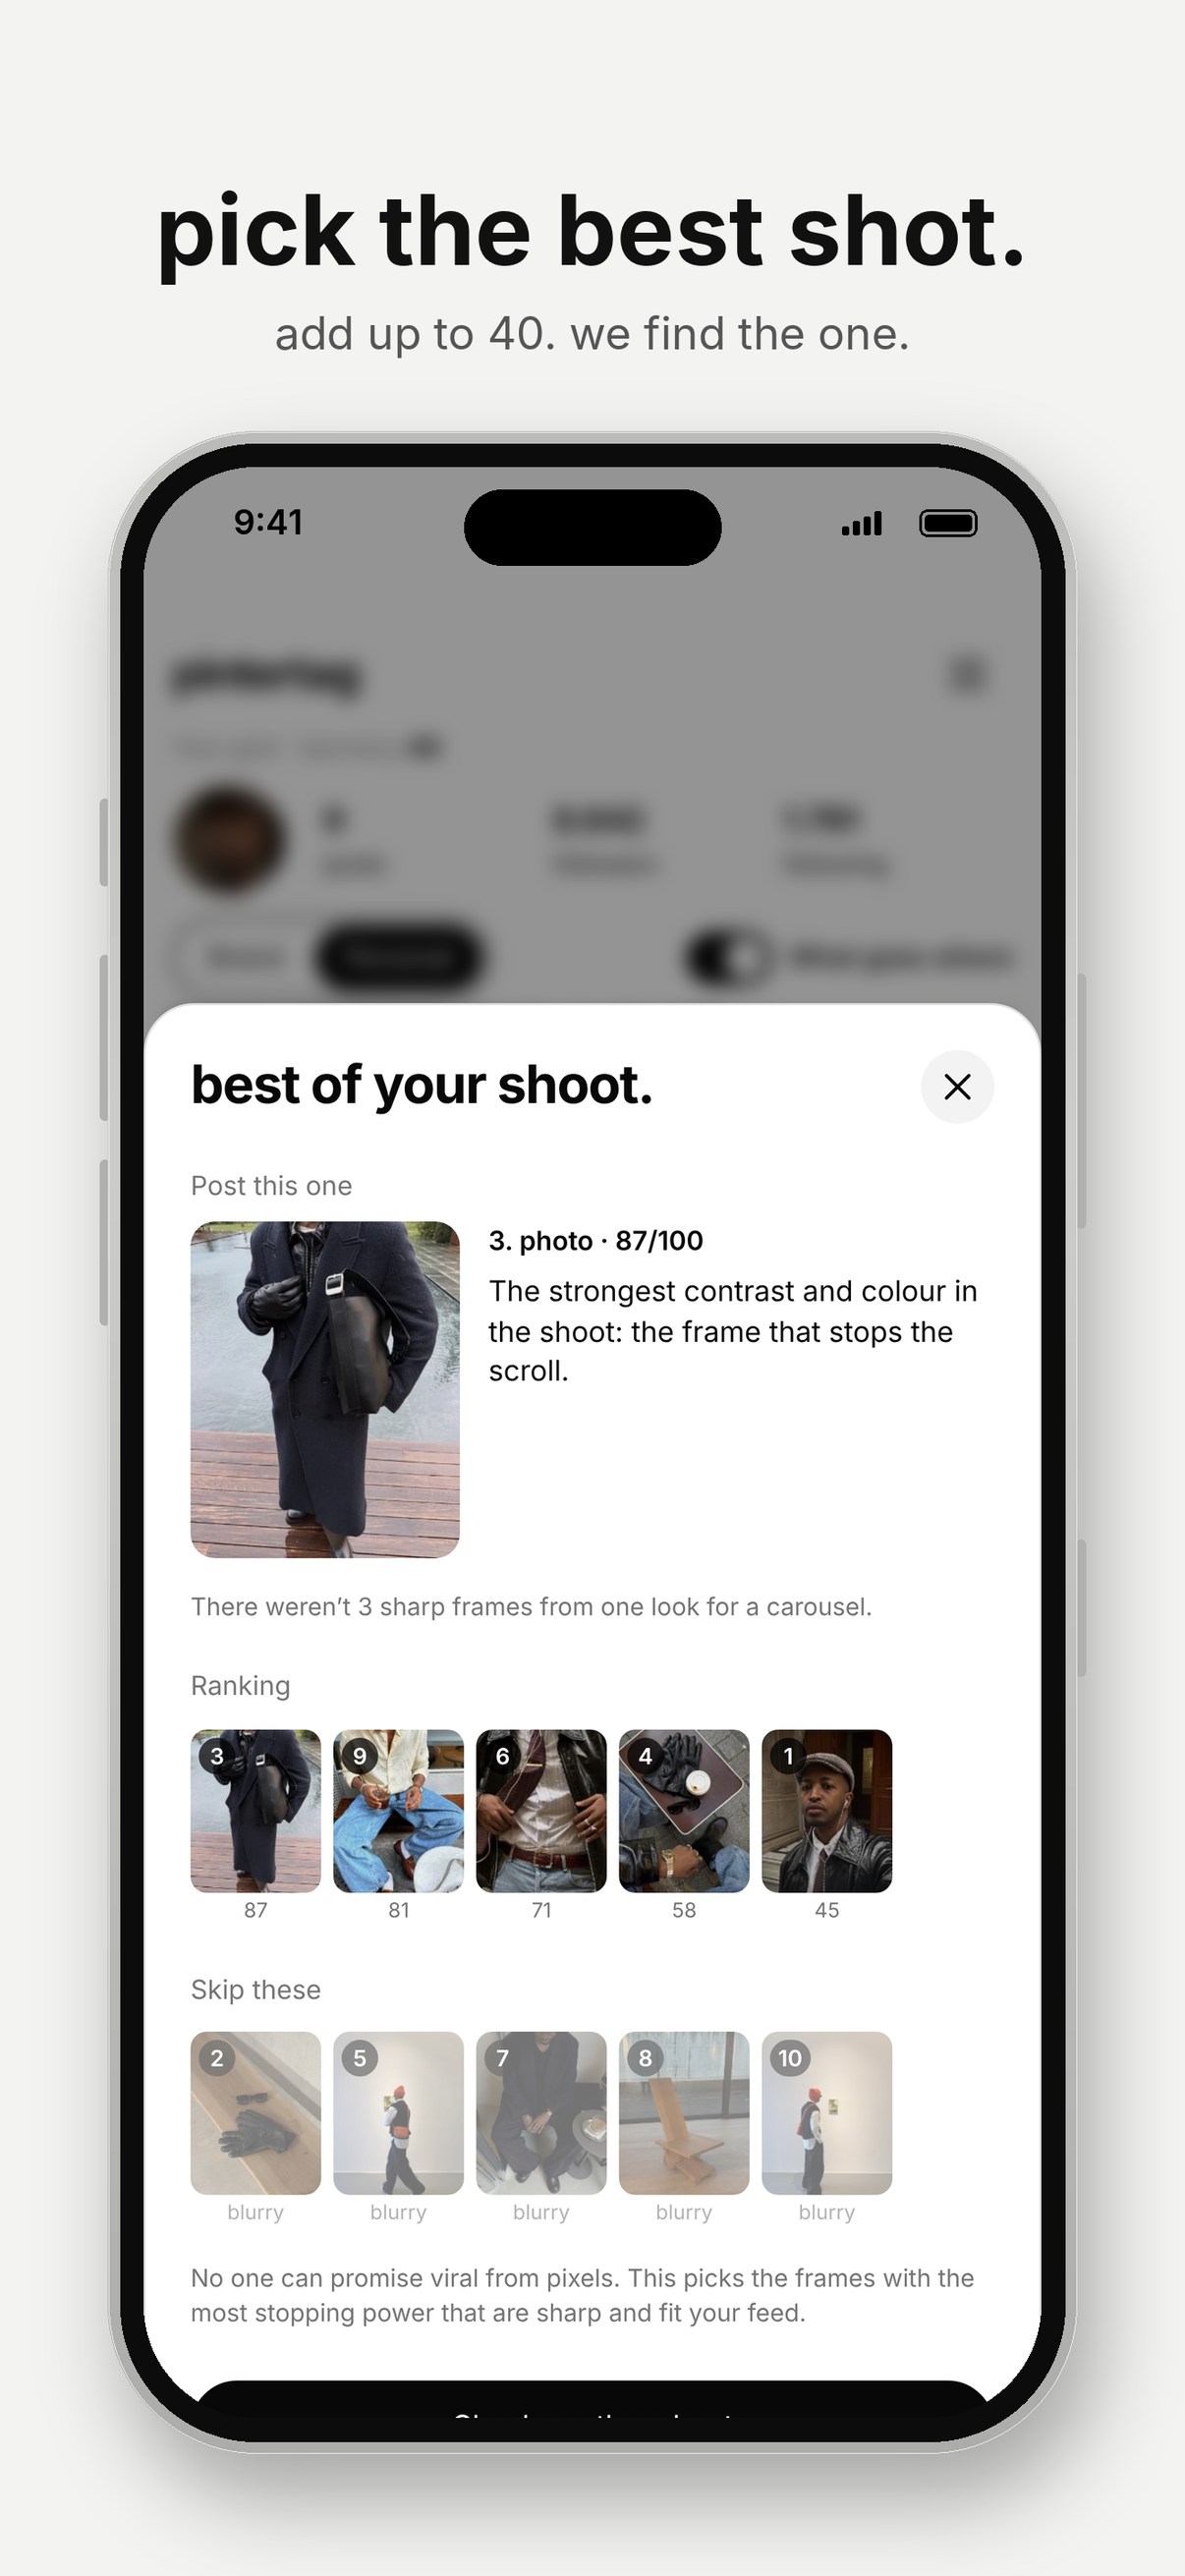 pick the best shot.
add up to 40. we find the one.
9:41
pintertag
followers
following
best of your shoot.
Post this one
3. photo · 87/100
The strongest contrast and colour in
the shoot: the frame that stops the
scroll.
There weren’t 3 sharp frames from one look for a carousel.
Ranking
3
9
6
4
1
87
81
71
58
45
Skip these
2
5
7
8
10
blurry
blurry
blurry
blurry
blurry
No one can promise viral from pixels. This picks the frames with the
most stopping power that are sharp and fit your feed.